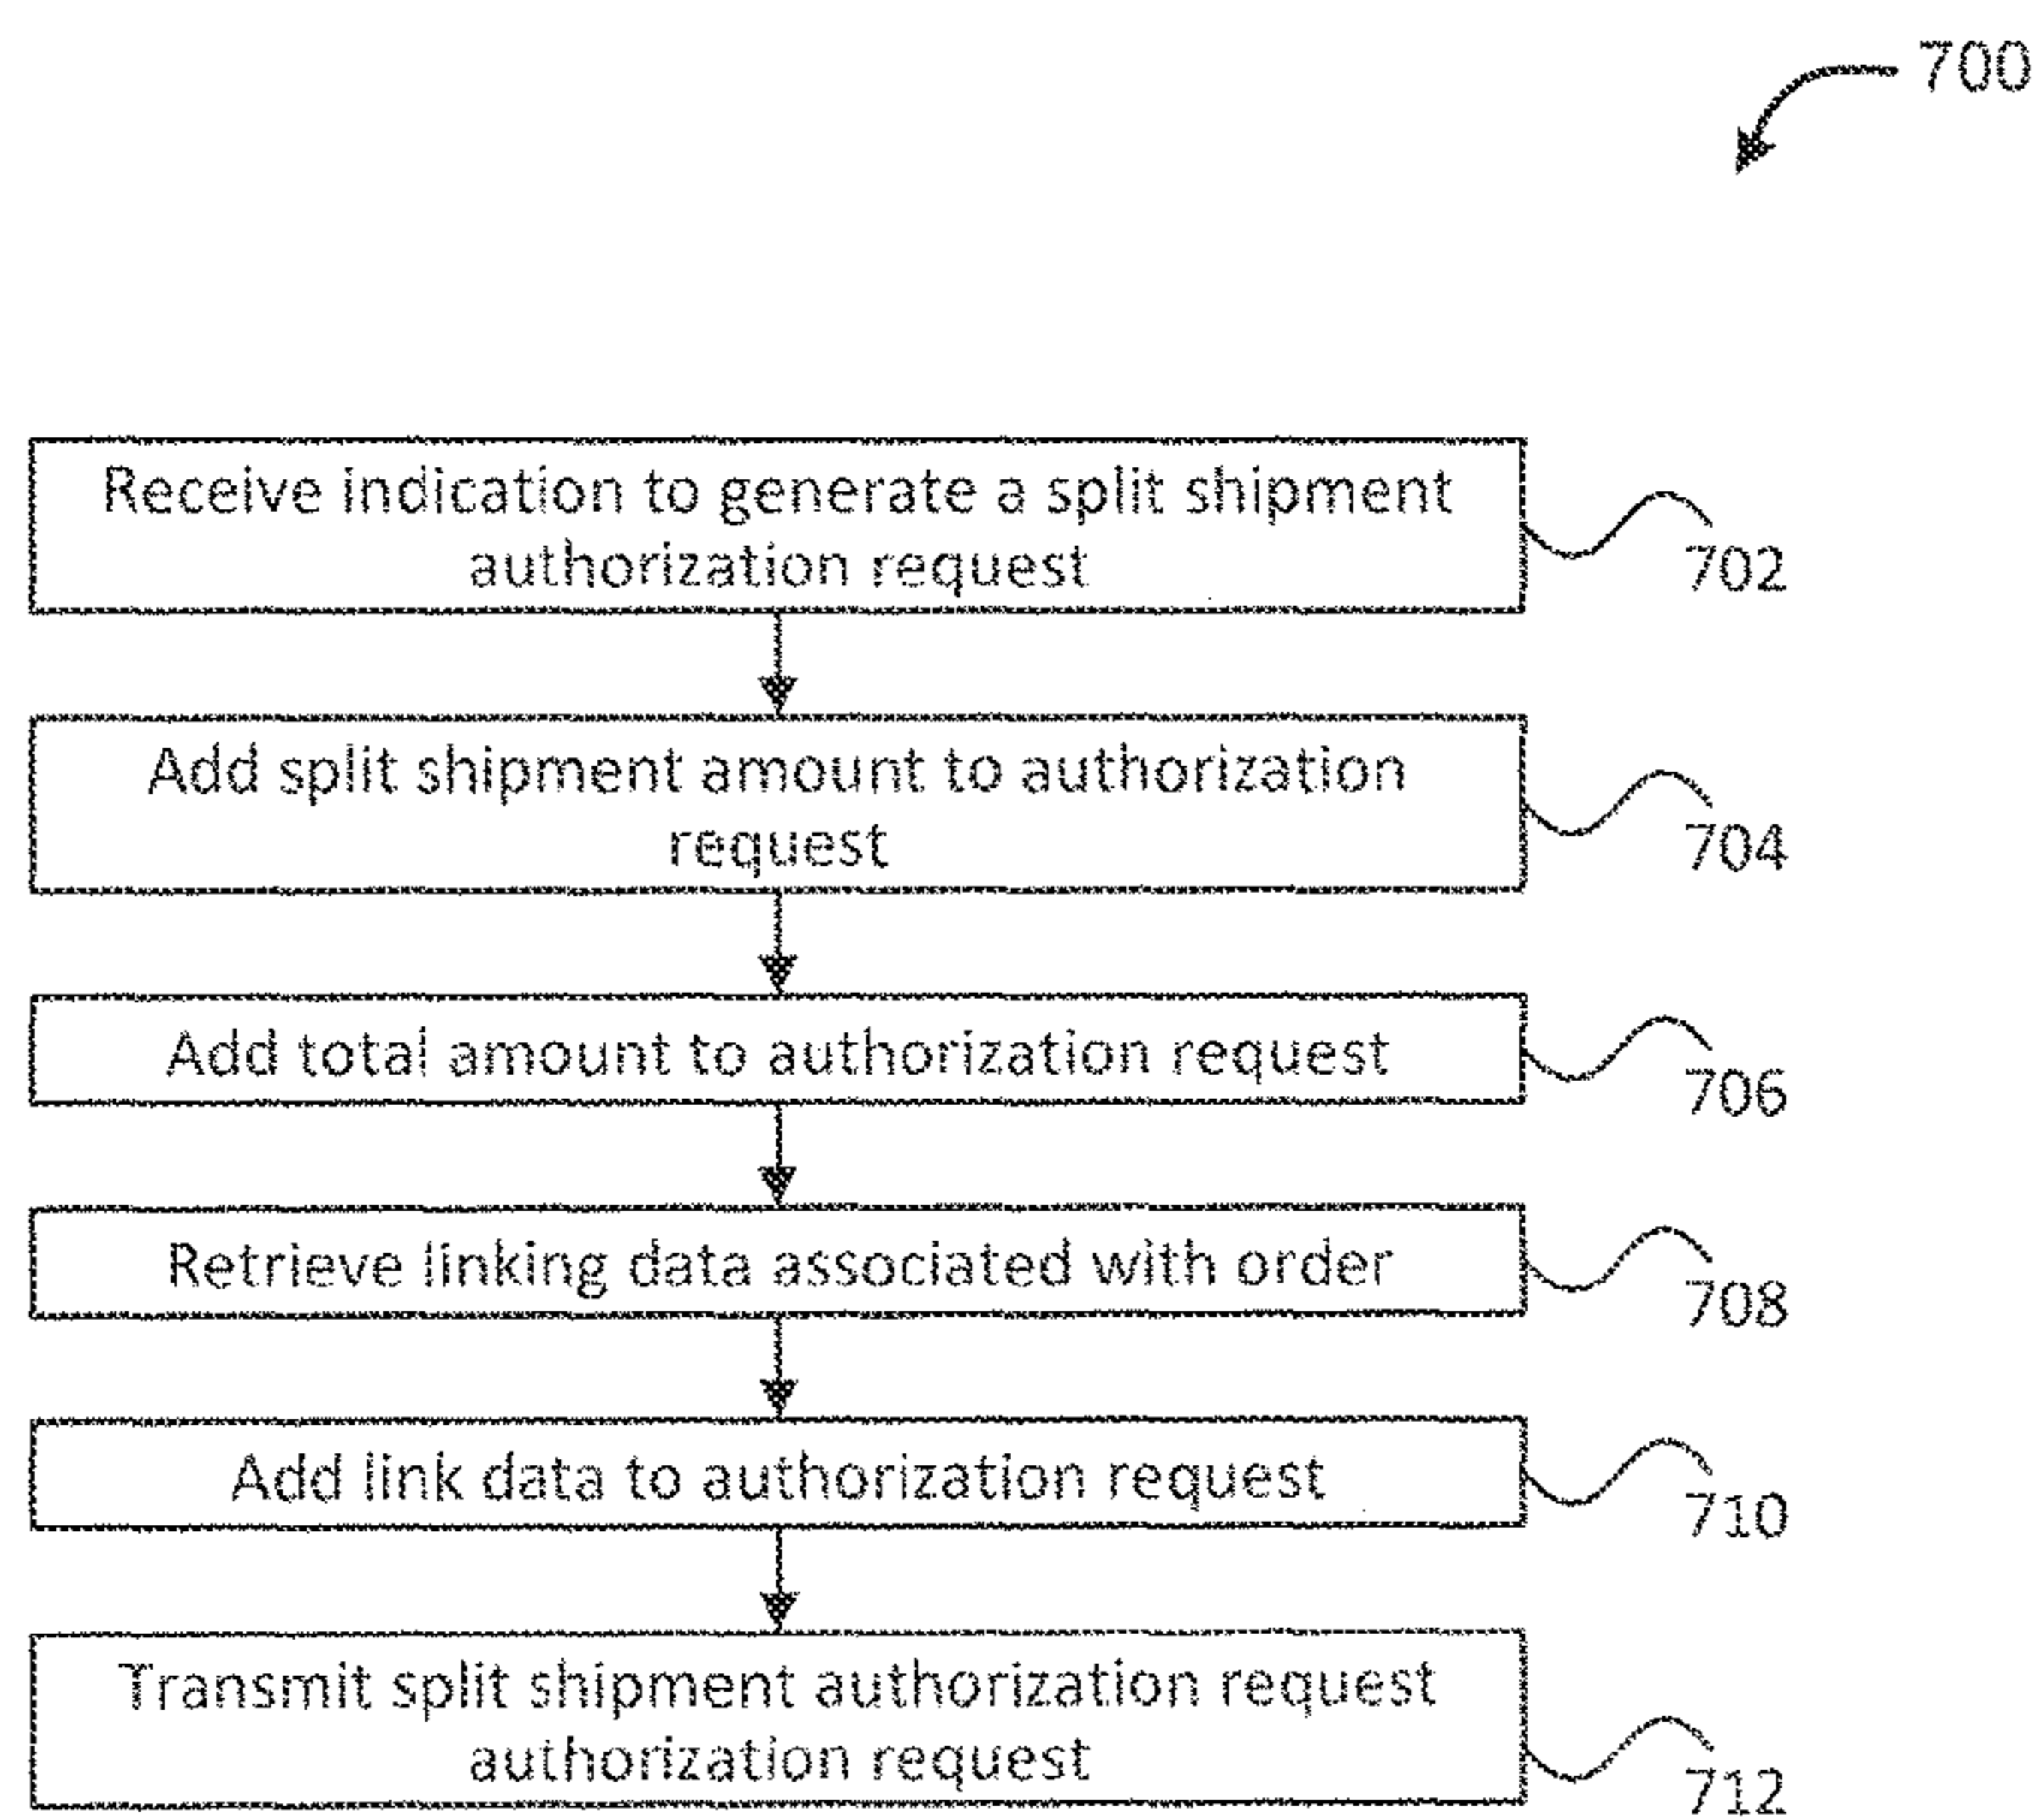 700
Receive indication to generate a split shipment
authorization request
702
Add split shipment amount to authorization
request
704
Add total amount to authorization request
706
Retrieve linking data associated with order
708
Add link data to authorization request
710
Transmit split shipment authorization request
authorization request
712